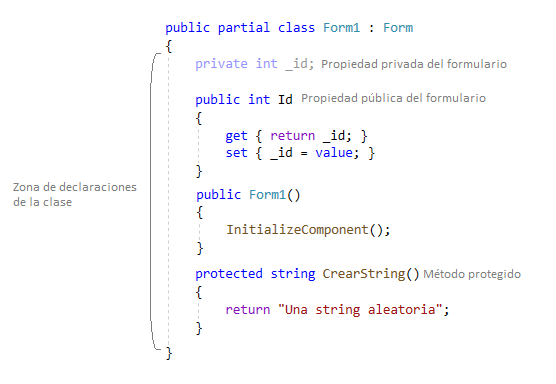 public partial class Form1 : Form
{
private int _id; Propiedad privada del formulario
public int Id Propiedad pública del formulario
{
get { return _id; }
set { _id = value; }
}
Zona de declaraciones
de la clase
public Form1()
{
InitializeComponent();
}
protected string CrearString() Método protegido
{
return "Una string aleatoria";
}
}